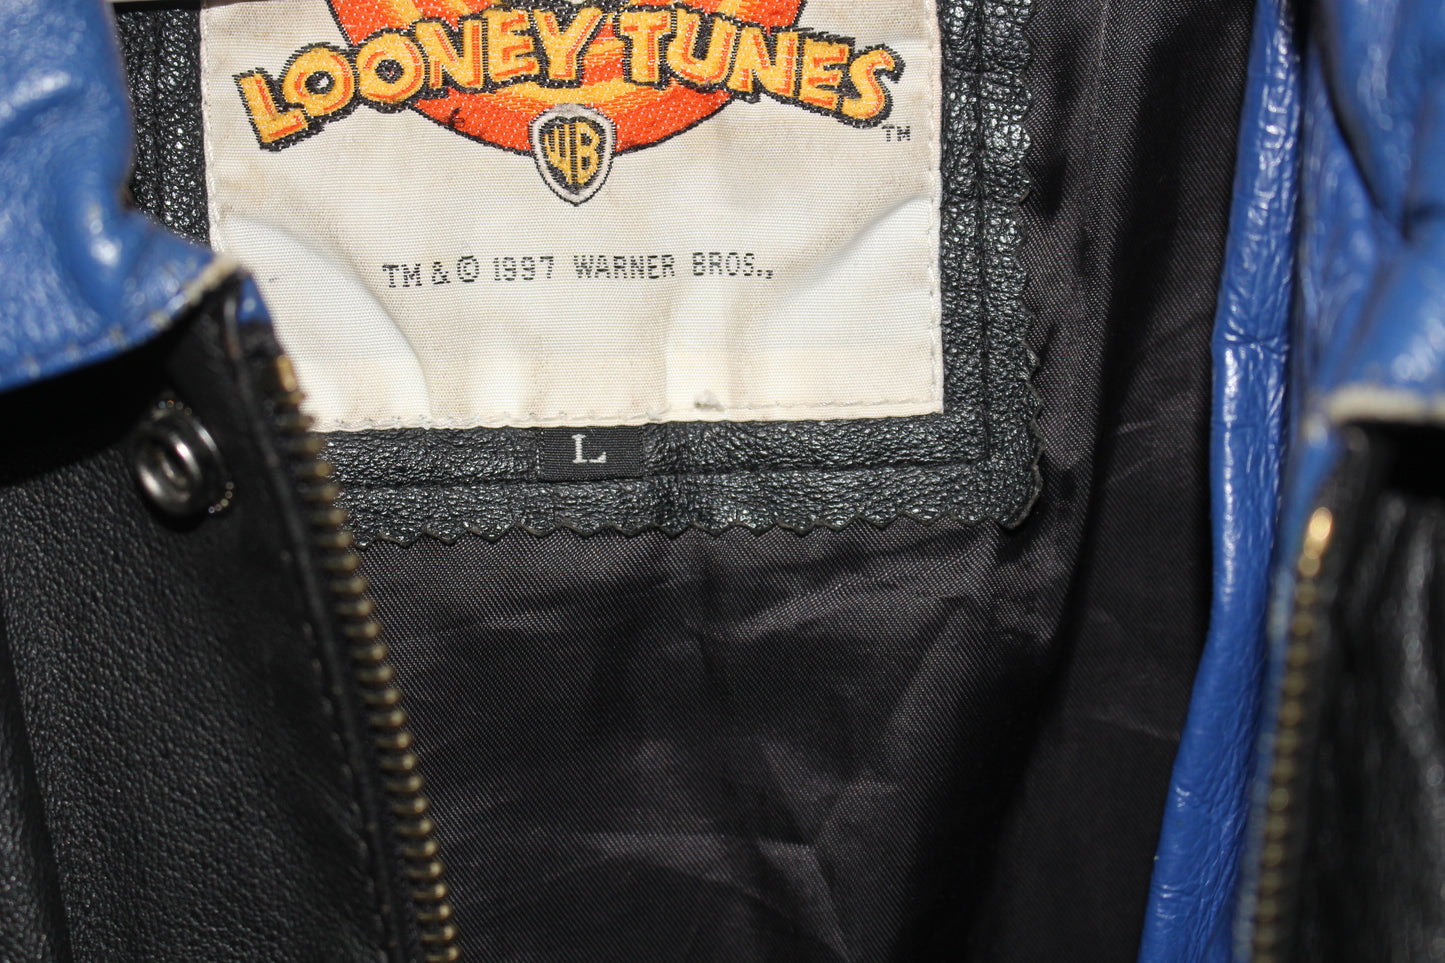 LOONEY TUNES
TM
WB
TM & © 1997 WARNER BROS.,
L